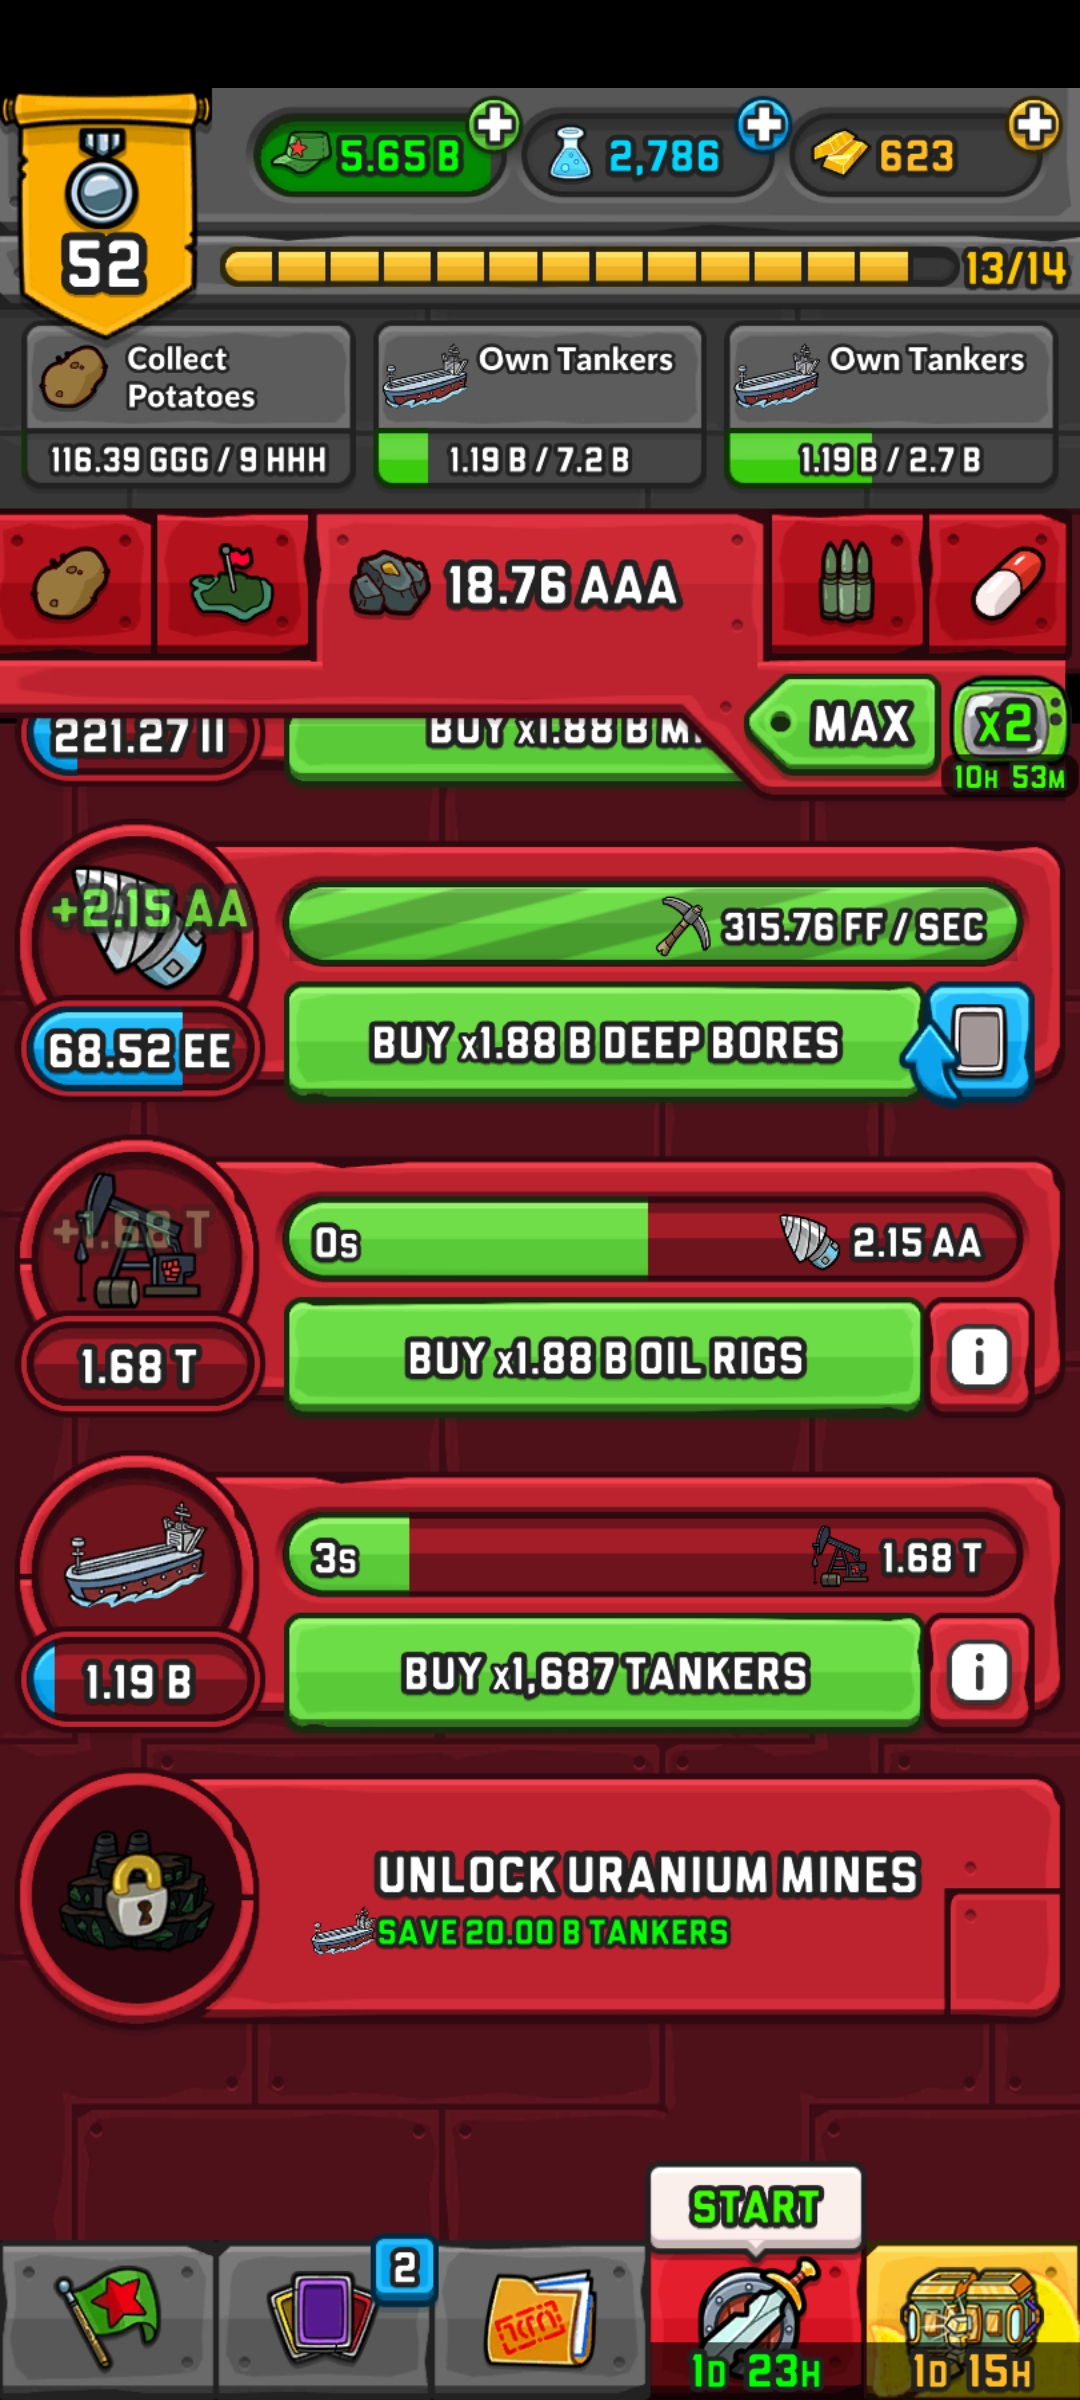 52
5.65 B
2,786
623
13/14
Collect
Potatoes
116.39 GGG / 9 HHH
Own Tankers
1.19 B / 7.2 B
Own Tankers
1.19 B / 2.7 B
18.76 AAA
MAX
x2
10H 53M
221.27 II
BUY x1.88 B M
+2.15 AA
315.76 FF / SEC
68.52 EE
BUY x1.88 B DEEP BORES
+1.68 T
0s
2.15 AA
1.68 T
BUY x1.88 B OIL RIGS
i
3s
1.68 T
1.19 B
BUY x1,687 TANKERS
i
UNLOCK URANIUM MINES
SAVE 20.00 B TANKERS
START
2
1D 23H
1D 15H